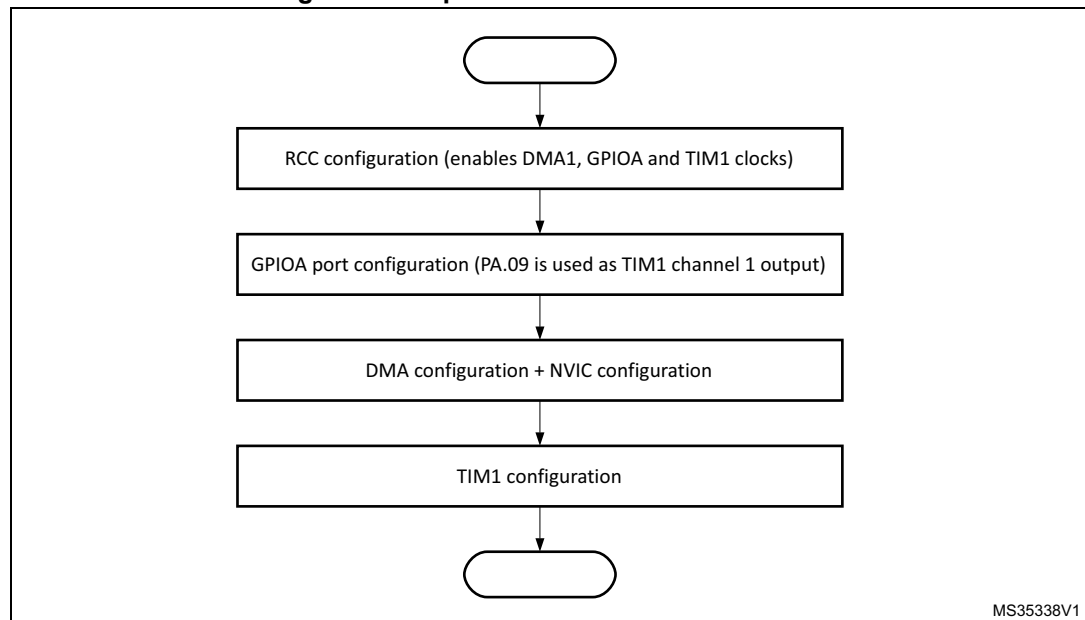 RCC configuration (enables DMA1, GPIOA and TIM1 clocks)
GPIOA port configuration (PA.09 is used as TIM1 channel 1 output)
DMA configuration + NVIC configuration
TIM1 configuration
MS35338V1